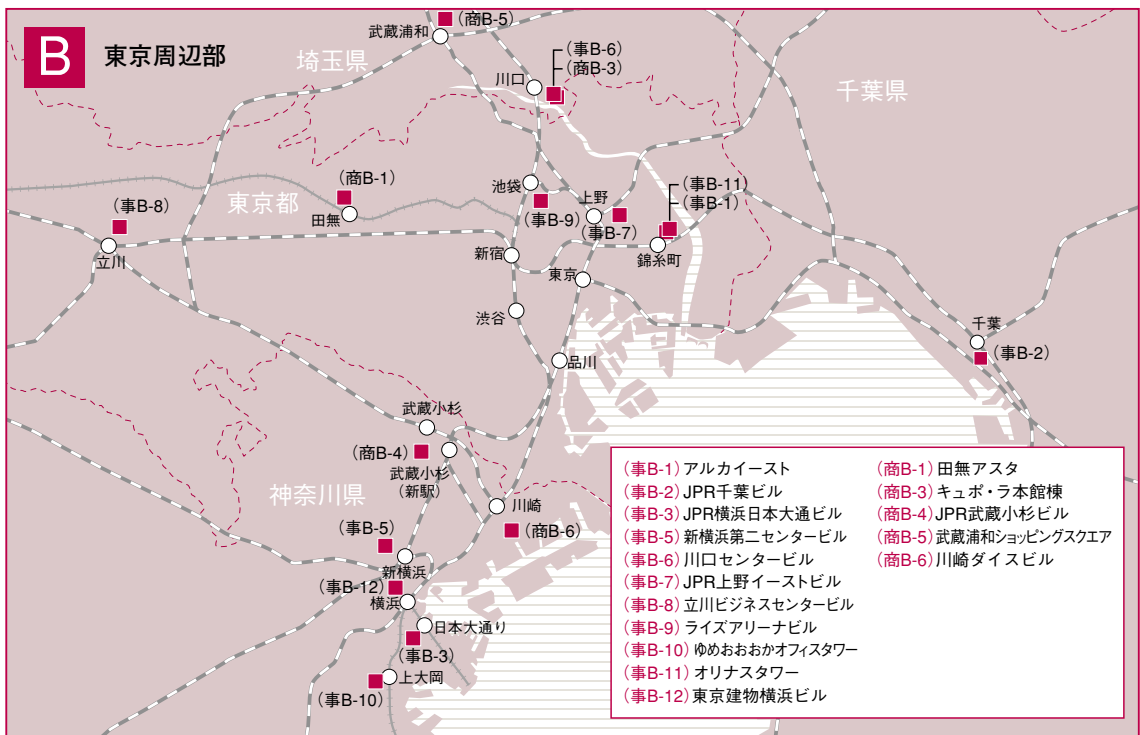 B
東京周辺部
武蔵浦和
(商B-5)
埼玉県
川口
(事B-6)
(商B-3)
千葉県
(商B-1)
東京都
田無
(事B-8)
立川
池袋
(事B-9)
上野
(事B-7)
(事B-11)
(事B-1)
錦糸町
新宿
東京
渋谷
品川
千葉
(事B-2)
武蔵小杉
(商B-4)
武蔵小杉
(新駅)
神奈川県
川崎
(商B-6)
(事B-5)
新横浜
(事B-12)
横浜
日本大通り
(事B-3)
上大岡
(事B-10)
(事B-1)アルカイースト
(事B-2)JPR千葉ビル
(事B-3)JPR横浜日本大通ビル
(事B-5)新横浜第二センタービル
(事B-6)川口センタービル
(事B-7)JPR上野イーストビル
(事B-8)立川ビジネスセンタービル
(事B-9)ライズアリーナビル
(事B-10)ゆめおおおかオフィスタワー
(事B-11)オリナスタワー
(事B-12)東京建物横浜ビル
(商B-1)田無アスタ
(商B-3)キュポ・ラ本館棟
(商B-4)JPR武蔵小杉ビル
(商B-5)武蔵浦和ショッピングスクエア
(商B-6)川崎ダイスビル